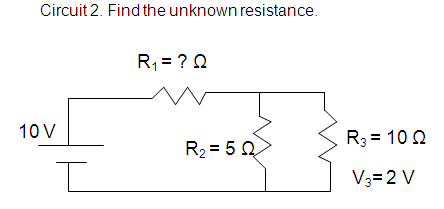 Circuit 2. Find the unknown resistance.
R₁ = ? Ω
10 V
R₂ = 5 Ω
R₃ = 10 Ω
V₃= 2 V